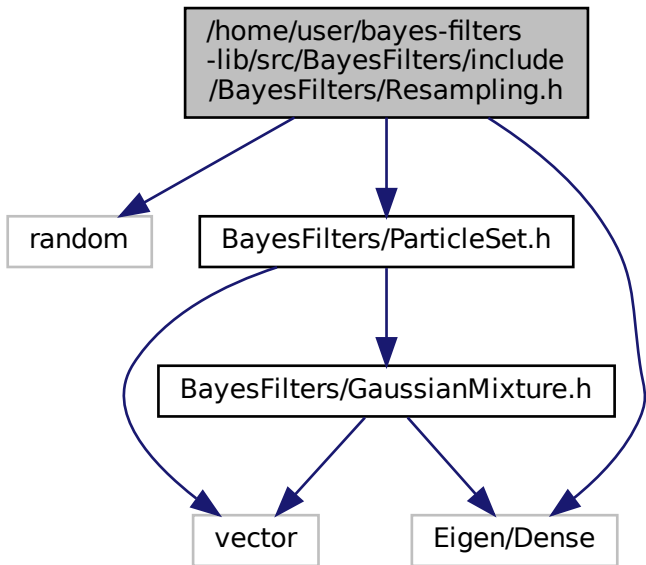 /home/user/bayes-filters
-lib/src/BayesFilters/include
/BayesFilters/Resampling.h
random
BayesFilters/ParticleSet.h
BayesFilters/GaussianMixture.h
vector
Eigen/Dense